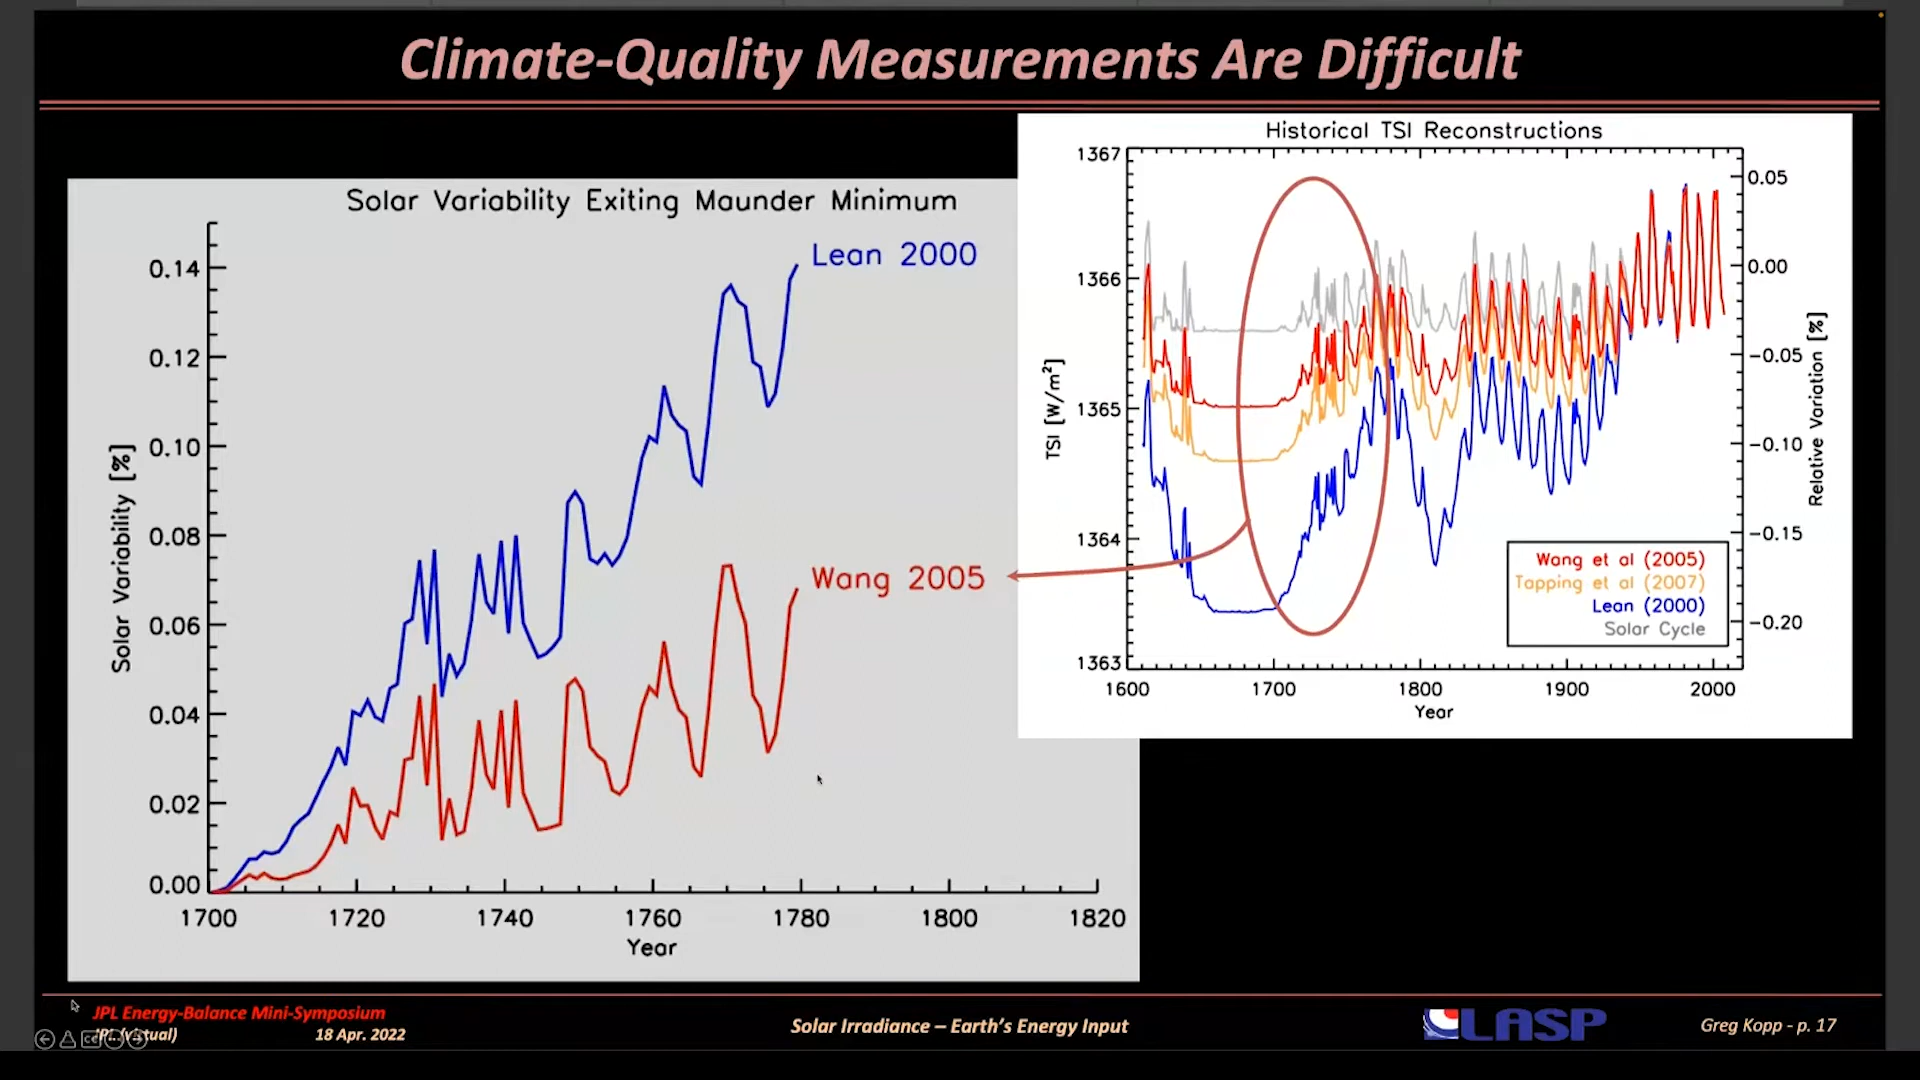 Climate-Quality Measurements Are Difficult
Solar Variability Exiting Maunder Minimum
Solar Variability [%]
0.14
0.12
0.10
0.08
0.06
0.04
0.02
0.00
Lean 2000
Wang 2005
1700 1720 1740 1760 1780 1800 1820
Year
Historical TSI Reconstructions
TSI [W/m²]
1367
1366
1365
1364
1363
0.05
0.00
-0.05
-0.10
-0.15
-0.20
Relative Variation [%]
Wang et al (2005)
Tapping et al (2007)
Lean (2000)
Solar Cycle
1600 1700 1800 1900 2000
Year
JPL Energy-Balance Mini-Symposium
18 Apr. 2022
Solar Irradiance – Earth's Energy Input
LASP
Greg Kopp - p. 17